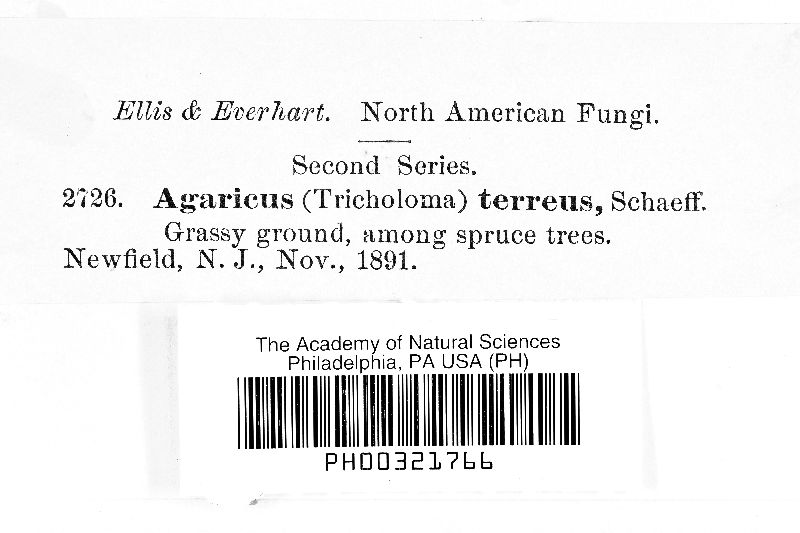 Ellis & Everhart. North American Fungi.
Second Series.
2726. Agaricus (Tricholoma) terreus, Schaeff.
Grassy ground, among spruce trees.
Newfield, N. J., Nov., 1891.
The Academy of Natural Sciences
Philadelphia, PA USA (PH)
PH00321766